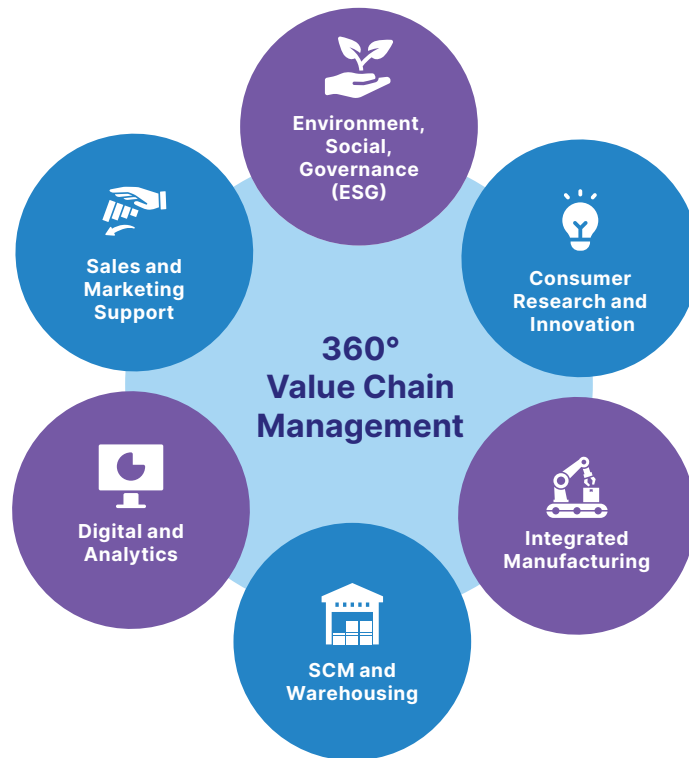 Environment,
Social,
Governance
(ESG)
Consumer
Research and
Innovation
Integrated
Manufacturing
SCM and
Warehousing
Digital and
Analytics
Sales and
Marketing
Support
360°
Value Chain
Management